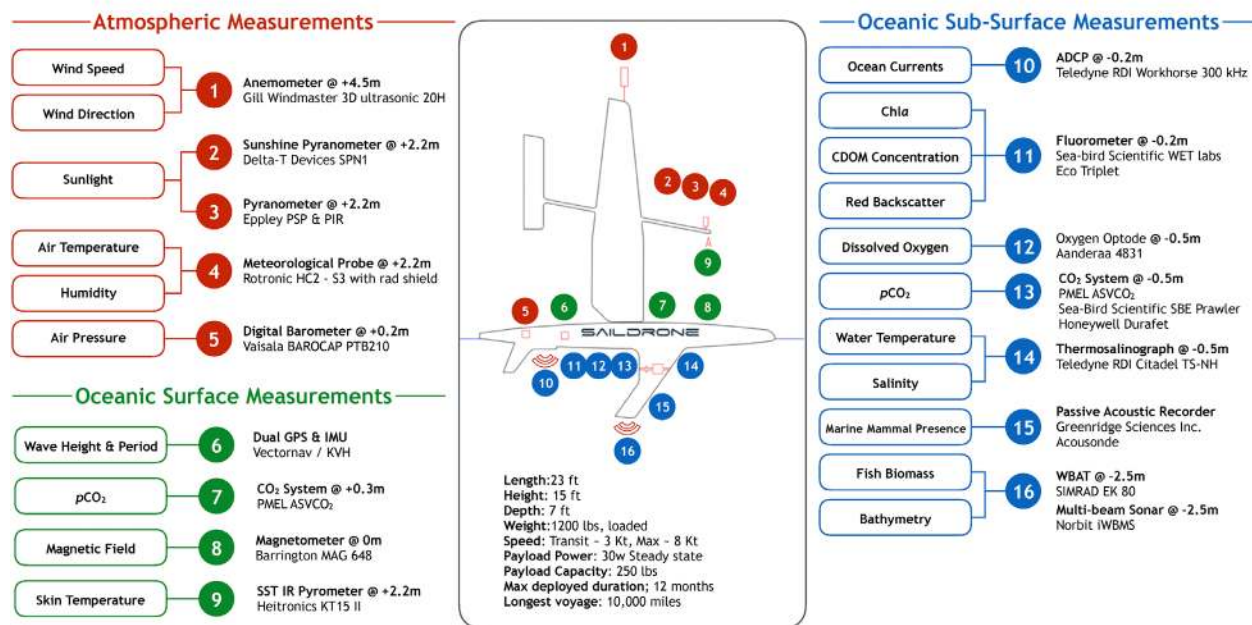 Atmospheric Measurements
Wind Speed
Wind Direction
1
Anemometer @ +4.5m
Gill Windmaster 3D ultrasonic 20H
Sunlight
2
Sunshine Pyranometer @ +2.2m
Delta-T Devices SPN1
3
Pyranometer @ +2.2m
Eppley PSP & PIR
Air Temperature
Humidity
4
Meteorological Probe @ +2.2m
Rotronic HC2 - S3 with rad shield
Air Pressure
5
Digital Barometer @ +0.2m
Vaisala BAROCAP PTB210
Oceanic Surface Measurements
Wave Height & Period
6
Dual GPS & IMU
Vectornav / KVH
pCO₂
7
CO₂ System @ +0.3m
PMEL ASVCO₂
Magnetic Field
8
Magnetometer @ 0m
Barrington MAG 648
Skin Temperature
9
SST IR Pyrometer @ +2.2m
Heitronics KT15 II
1
2 3 4
9
5 6 7 8
SAILDRONE
10 11 12 13 14
15
16
Length:23 ft
Height: 15 ft
Depth: 7 ft
Weight:1200 lbs, loaded
Speed: Transit - 3 Kt, Max - 8 Kt
Payload Power: 30w Steady state
Payload Capacity: 250 lbs
Max deployed duration; 12 months
Longest voyage: 10,000 miles
Oceanic Sub-Surface Measurements
Ocean Currents
10
ADCP @ -0.2m
Teledyne RDI Workhorse 300 kHz
Chla
CDOM Concentration
Red Backscatter
11
Fluorometer @ -0.2m
Sea-bird Scientific WET labs
Eco Triplet
Dissolved Oxygen
12
Oxygen Optode @ -0.5m
Aanderaa 4831
pCO₂
13
CO₂ System @ -0.5m
PMEL ASVCO₂
Sea-Bird Scientific SBE Prawler
Honeywell Durafet
Water Temperature
Salinity
14
Thermosalinograph @ -0.5m
Teledyne RDI Citadel TS-NH
Marine Mammal Presence
15
Passive Acoustic Recorder
Greenridge Sciences Inc.
Acousonde
Fish Biomass
Bathymetry
16
WBAT @ -2.5m
SIMRAD EK 80
Multi-beam Sonar @ -2.5m
Norbit iWBMS